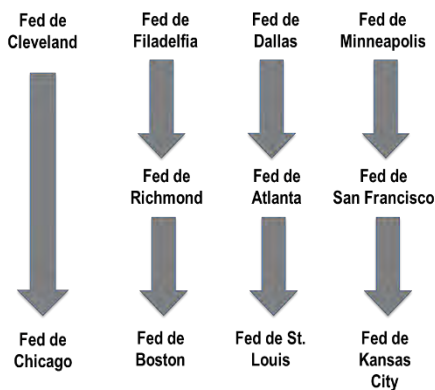 Fed de
Cleveland
Fed de
Filadelfia
Fed de
Dallas
Fed de
Minneapolis
Fed de
Richmond
Fed de
Atlanta
Fed de
San Francisco
Fed de
Chicago
Fed de
Boston
Fed de St.
Louis
Fed de
Kansas
City